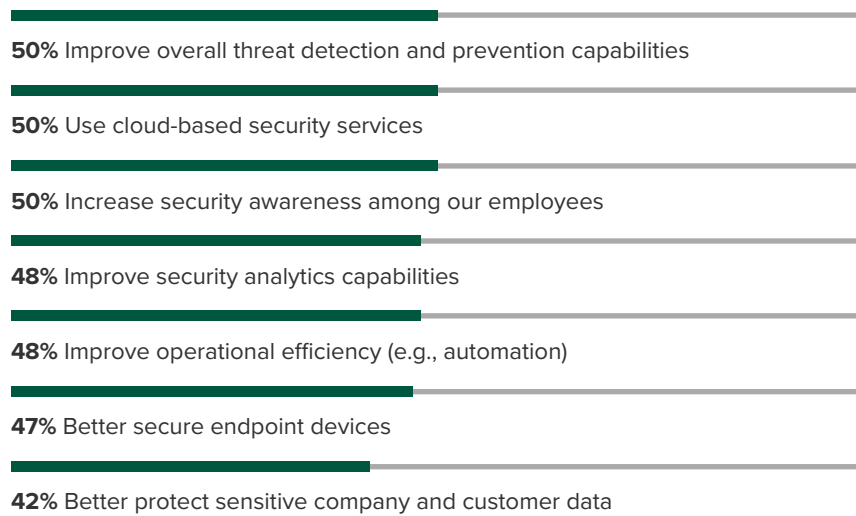 50% Improve overall threat detection and prevention capabilities
50% Use cloud-based security services
50% Increase security awareness among our employees
48% Improve security analytics capabilities
48% Improve operational efficiency (e.g., automation)
47% Better secure endpoint devices
42% Better protect sensitive company and customer data